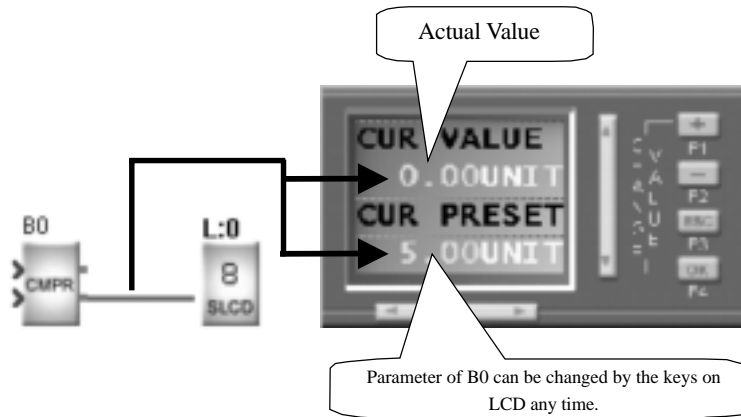 Actual Value
CUR VALUE
0.00UNIT
CUR PRESET
5.00UNIT
B0
CMPR
L:0
8
SLCD
CHANGE
VALUE
+
F1
−
F2
ESC
F3
OK
F4
Parameter of B0 can be changed by the keys on
LCD any time.